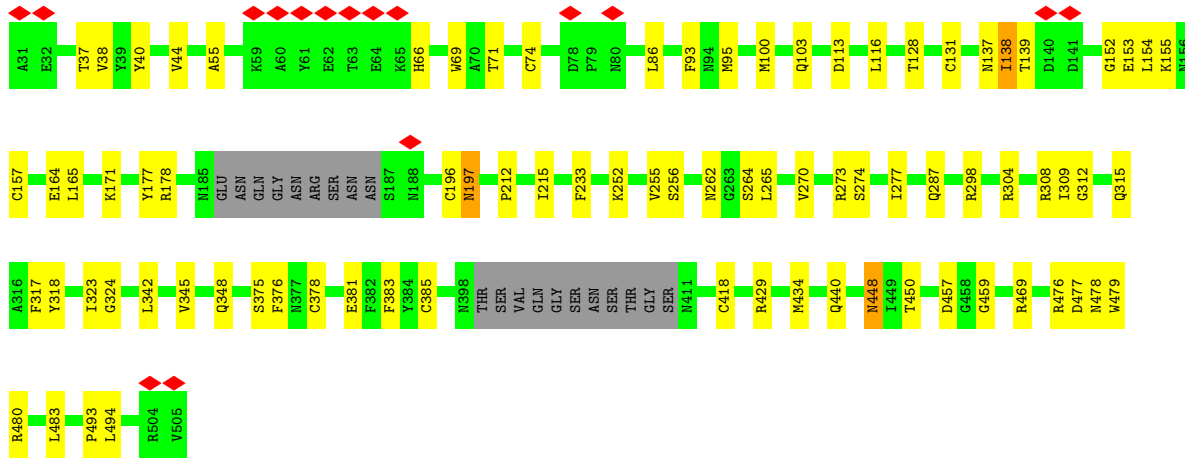 A31 E32 T37 V38 Y39 Y40 V44 A55 K59 A60 Y61 E62 T63 E64 K65 H66 W69 A70 T71 C74 D78 P79 N80 L86 F93 N94 M95 M100 Q103 D113 L116 T128 C131 N137 I138 T139 D140 D141 G152 E153 L154 K155 N156
C157 E164 L165 K171 Y177 R178 N185 GLU ASN GLN GLY ASN ARG SER ASN ASN S187 N188 C196 N197 P212 I215 F233 K252 V255 S256 N262 G263 S264 L265 V270 R273 S274 I277 Q287 R298 R304 R308 I309 G312 Q315
A316 F317 Y318 I323 G324 L342 V345 Q348 S375 F376 N377 C378 E381 F382 F383 Y384 C385 N398 THR SER VAL GLN GLY SER ASN SER THR GLY SER N411 C418 R429 M434 Q440 N448 I449 T450 D457 G458 G459 R469 R476 D477 N478 W479
R480 L483 P493 L494 R504 V505